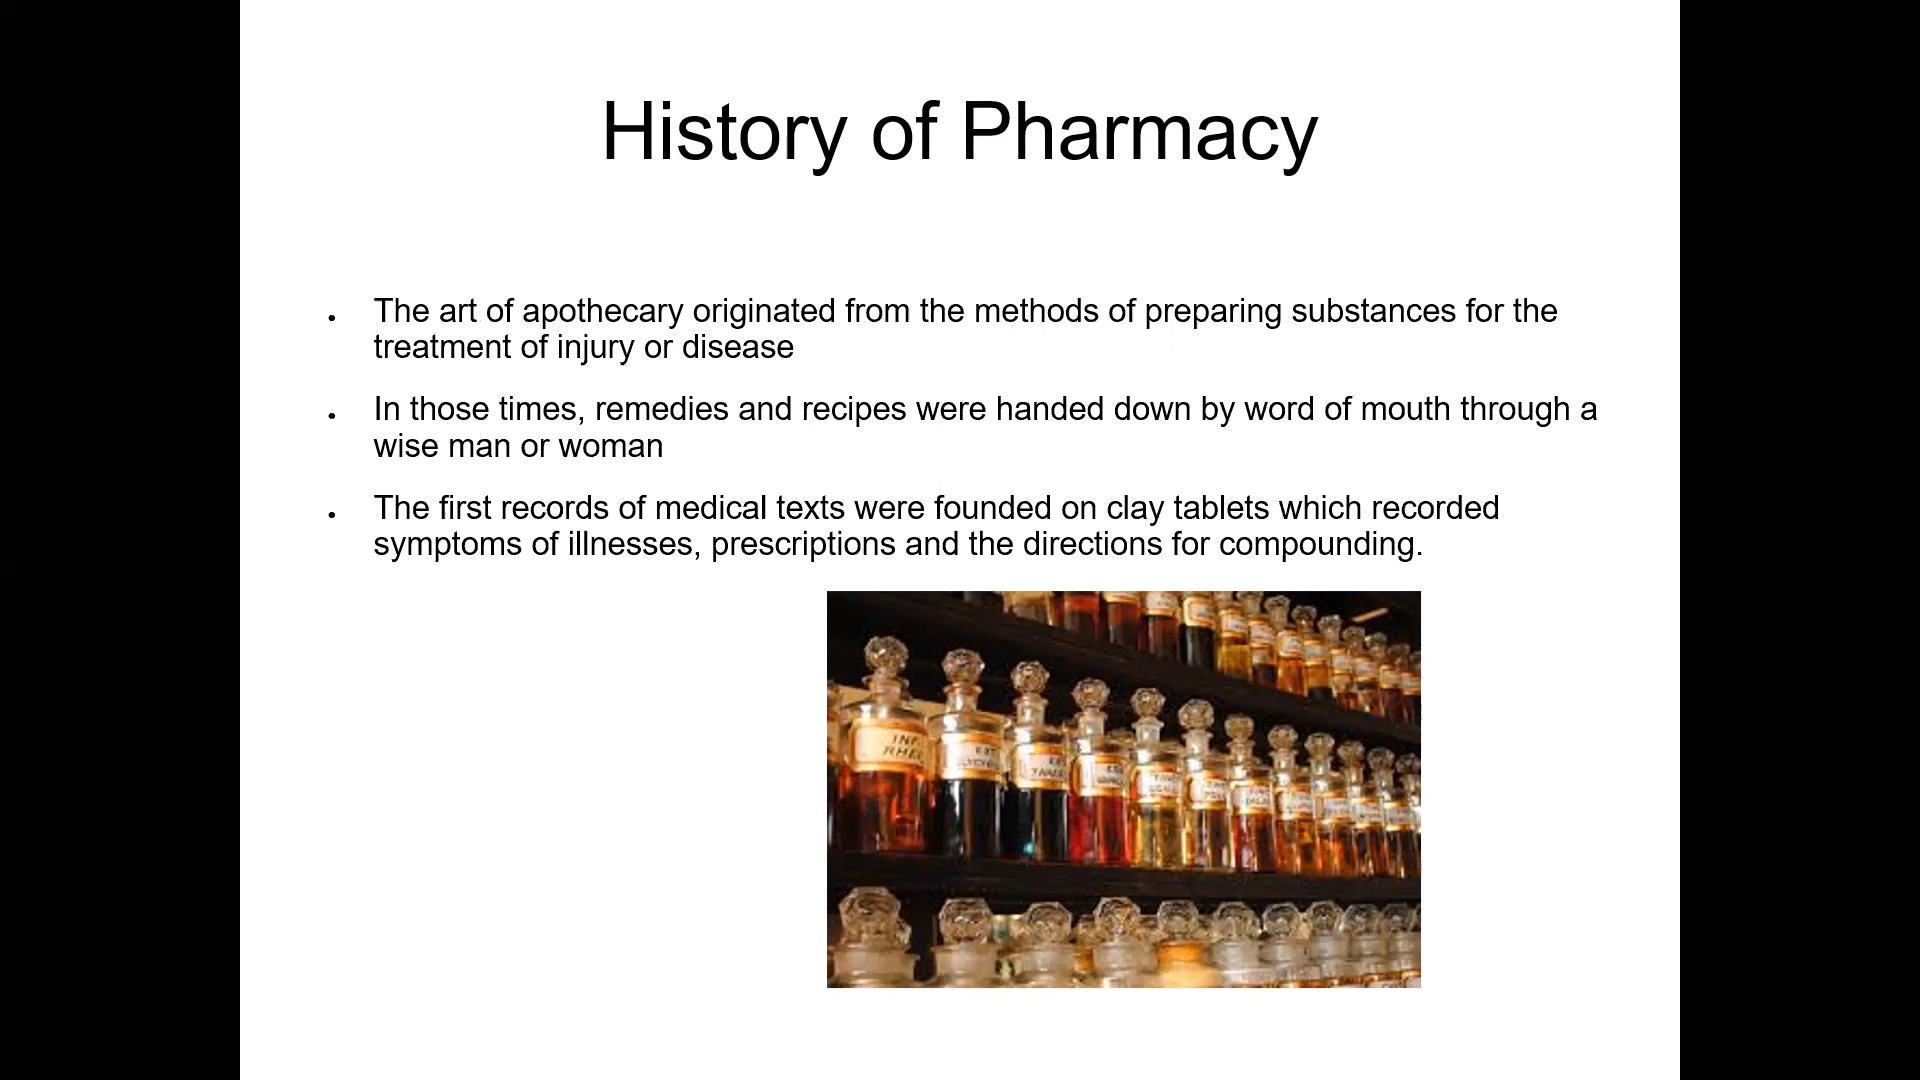 History of Pharmacy
The art of apothecary originated from the methods of preparing substances for the
treatment of injury or disease
In those times, remedies and recipes were handed down by word of mouth through a
wise man or woman
The first records of medical texts were founded on clay tablets which recorded
symptoms of illnesses, prescriptions and the directions for compounding.
INF